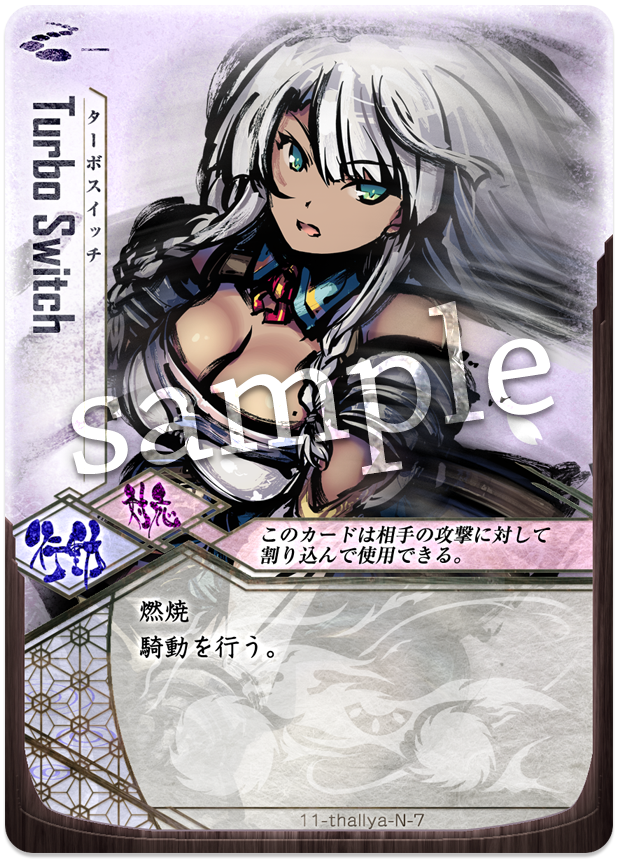 Turbo Switch
ターボスイッチ
sample
行動
対応
このカードは相手の攻撃に対して
割り込んで使用できる。
燃焼
騎動を行う。
11-thallya-N-7